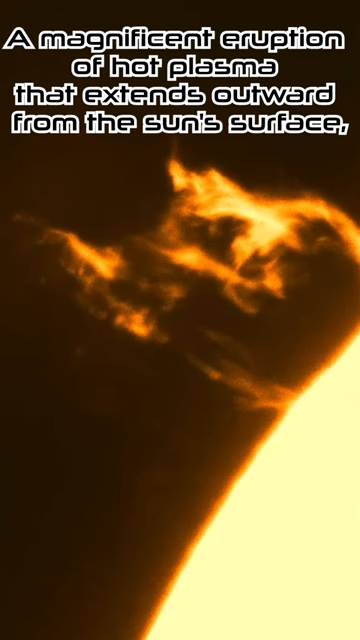 A magnificent eruption
of hot plasma
that extends outward
from the sun's surface,